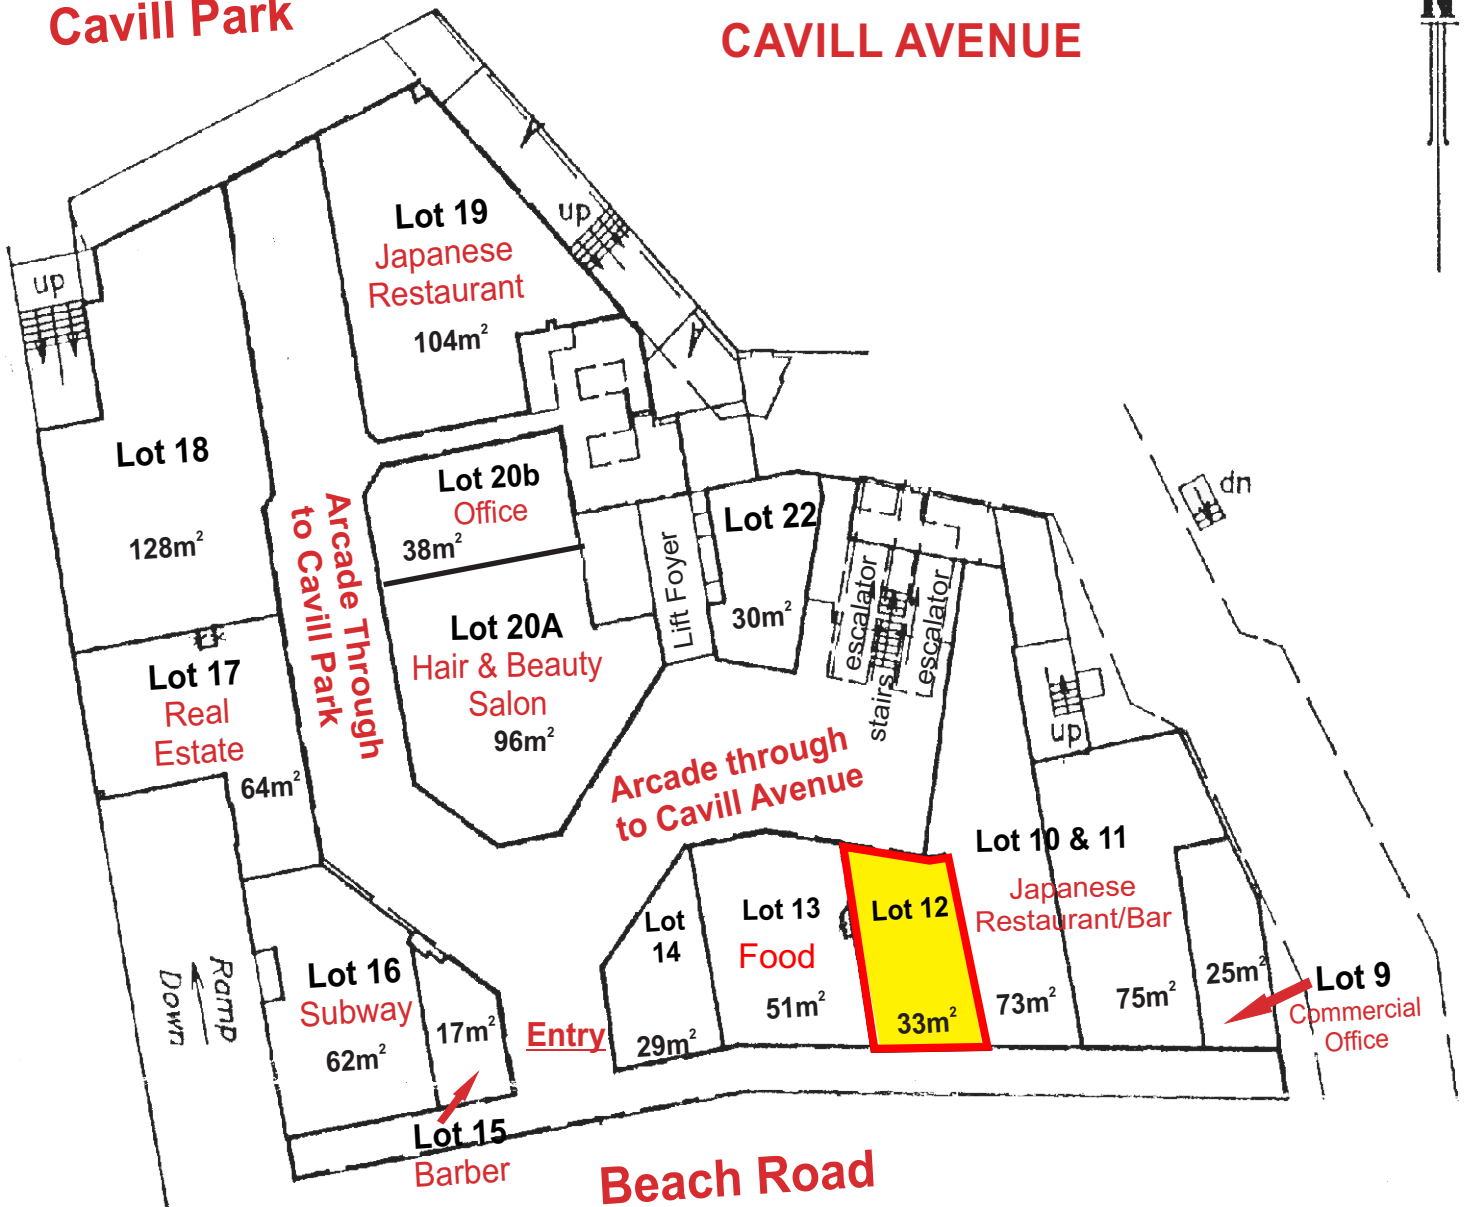 Cavill Park
CAVILL AVENUE
N
Lot 19
Japanese
Restaurant
104m²
up
up
Lot 18
128m²
Arcade Through
to Cavill Park
Lot 20b
Office
38m²
Lot 22
30m²
Lift Foyer
escalator
stairs
escalator
dn
Lot 20A
Hair & Beauty
Salon
96m²
Lot 17
Real
Estate
64m²
up
Arcade through
to Cavill Avenue
Lot 10 & 11
Japanese
Restaurant/Bar
73m²
75m²
Lot
14
29m²
Lot 13
Food
51m²
Lot 12
33m²
25m²
Lot 9
Commercial
Office
Ramp
Down
Lot 16
Subway
62m²
17m²
Entry
Lot 15
Barber
Beach Road